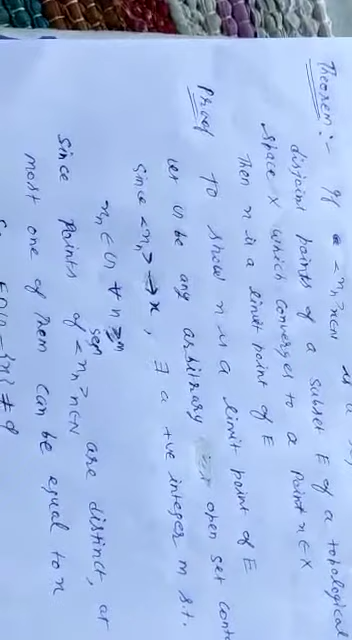 Theorem:- If a <xn>n∈N is a
disjoint points of a subset E of a topological
space X which converges to a point x∈X
Then x is a limit point of E
Proof To show x is a limit point of E
Let U be any arbitrary open set cont
Since <xn> → x, ∃ a +ve integer m s.t.
xn ∈ U ∀ n ≥ m
Since points of <xn>n∈N are distinct, at
most one of them can be equal to x
≠ φ